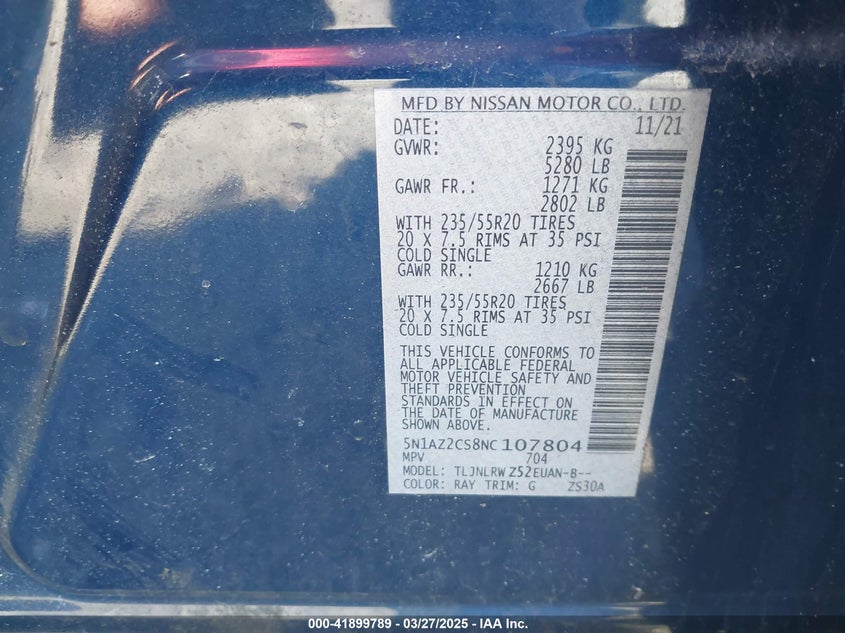 MFD BY NISSAN MOTOR CO., LTD.
DATE: 11/21
GVWR: 2395 KG
5280 LB
GAWR FR.: 1271 KG
2802 LB
WITH 235/55R20 TIRES
20 X 7.5 RIMS AT 35 PSI
COLD SINGLE
GAWR RR.: 1210 KG
2667 LB
WITH 235/55R20 TIRES
20 X 7.5 RIMS AT 35 PSI
COLD SINGLE
THIS VEHICLE CONFORMS TO
ALL APPLICABLE FEDERAL
MOTOR VEHICLE SAFETY AND
THEFT PREVENTION
STANDARDS IN EFFECT ON
THE DATE OF MANUFACTURE
SHOWN ABOVE.
5N1AZ2CS8NC107804
MPV 704
MODEL: TLJNLRW Z52EUAN-B--
COLOR: RAY TRIM: G ZS30A
000-41899789 - 03/27/2025 - IAA Inc.